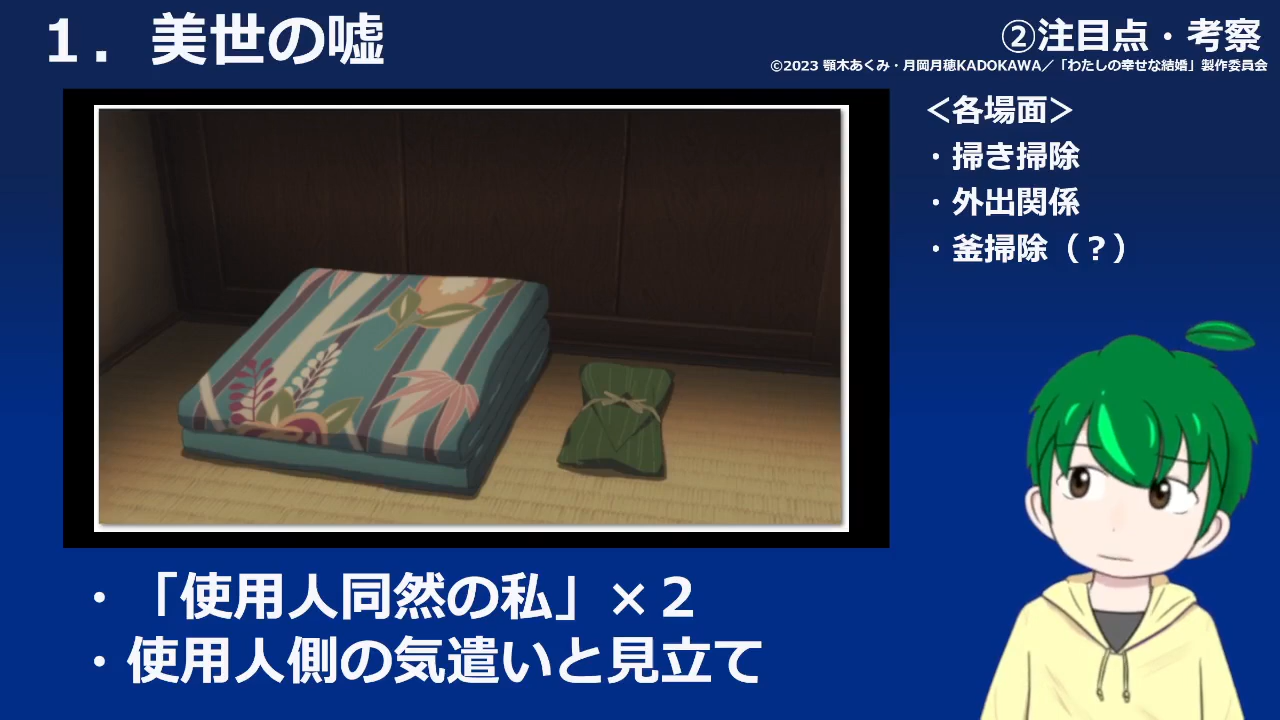 １．美世の嘘
②注目点・考察
©2023 顎木あくみ・月岡月穂KADOKAWA／「わたしの幸せな結婚」製作委員会
＜各場面＞
・掃き掃除
・外出関係
・釜掃除（？）
・「使用人同然の私」×２
・使用人側の気遣いと見立て